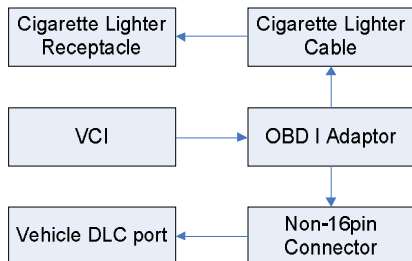 Cigarette Lighter
Receptacle
Cigarette Lighter
Cable
VCI
OBD I Adaptor
Vehicle DLC port
Non-16pin
Connector